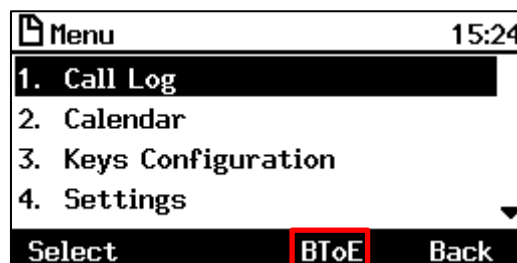 Menu 15:24
1. Call Log
2. Calendar
3. Keys Configuration
4. Settings
Select BToE Back